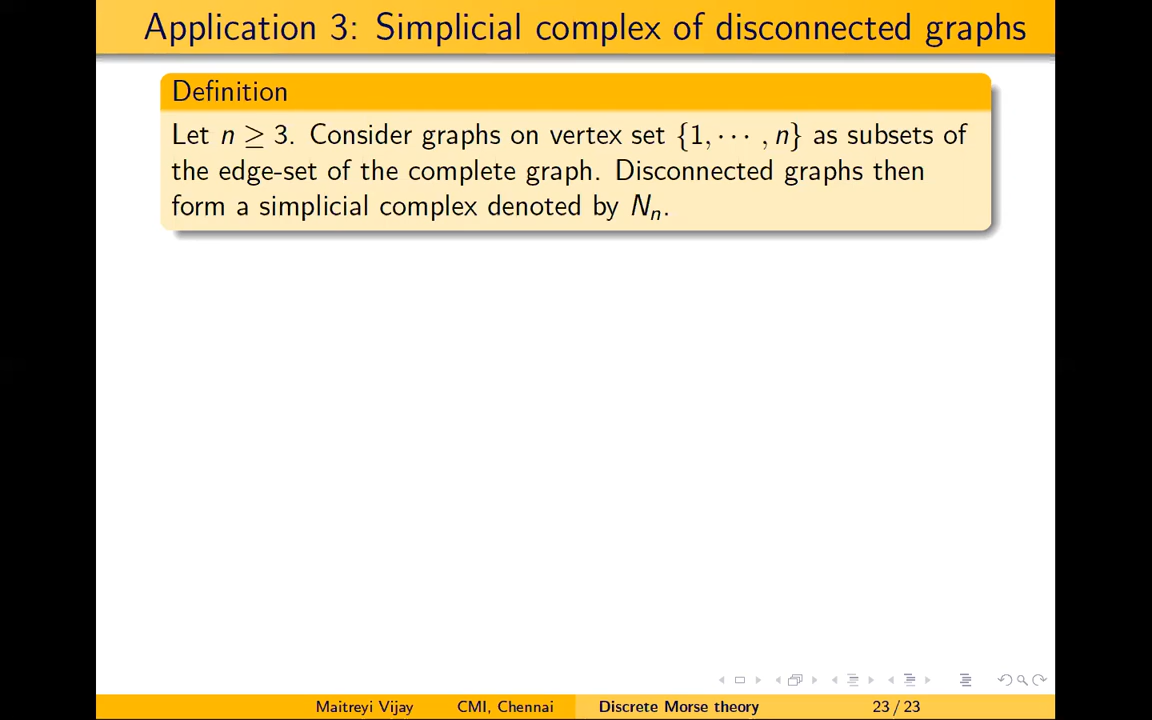 Application 3: Simplicial complex of disconnected graphs
Definition
Let n ≥ 3. Consider graphs on vertex set {1, ⋯ , n} as subsets of
the edge-set of the complete graph. Disconnected graphs then
form a simplicial complex denoted by Nₙ.
Maitreyi Vijay CMI, Chennai Discrete Morse theory 23 / 23